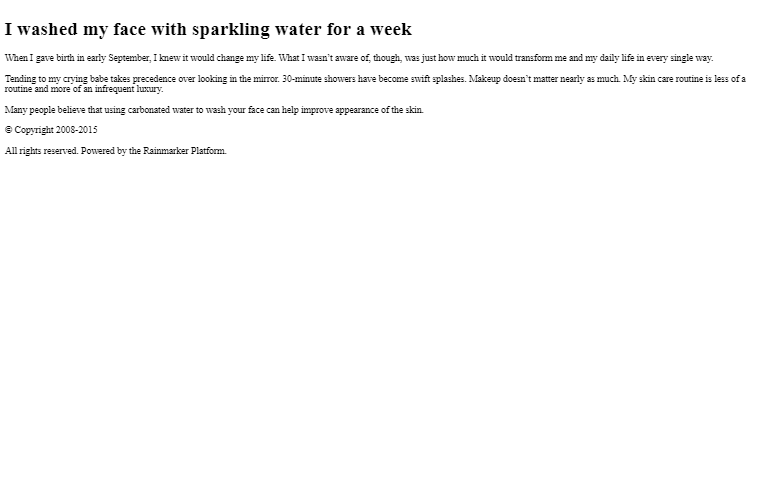 I washed my face with sparkling water for a week
When I gave birth in early September, I knew it would change my life. What I wasn't aware of, though, was just how much it would transform me and my daily life in every single way.
Tending to my crying babe takes precedence over looking in the mirror. 30-minute showers have become swift splashes. Makeup doesn't matter nearly as much. My skin care routine is less of a
routine and more of an infrequent luxury.
Many people believe that using carbonated water to wash your face can help improve appearance of the skin.
© Copyright 2008-2015
All rights reserved. Powered by the Rainmarker Platform.